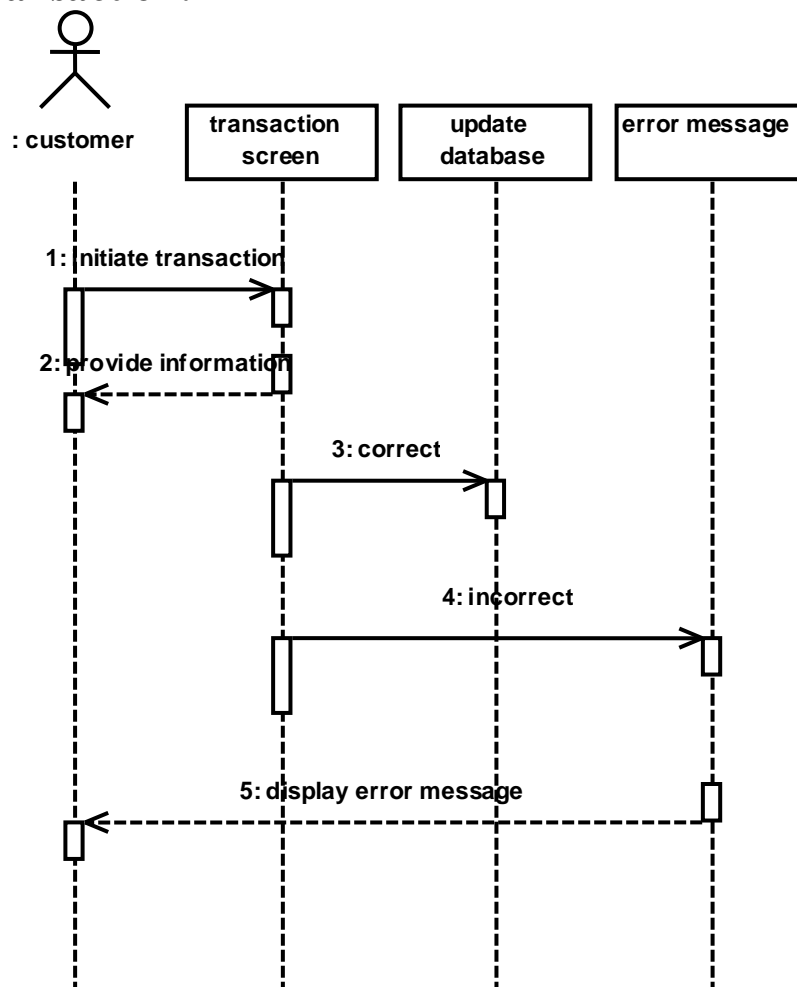 : customer
transaction
screen
update
database
error message
1: initiate transaction
2: provide information
3: correct
4: incorrect
5: display error message